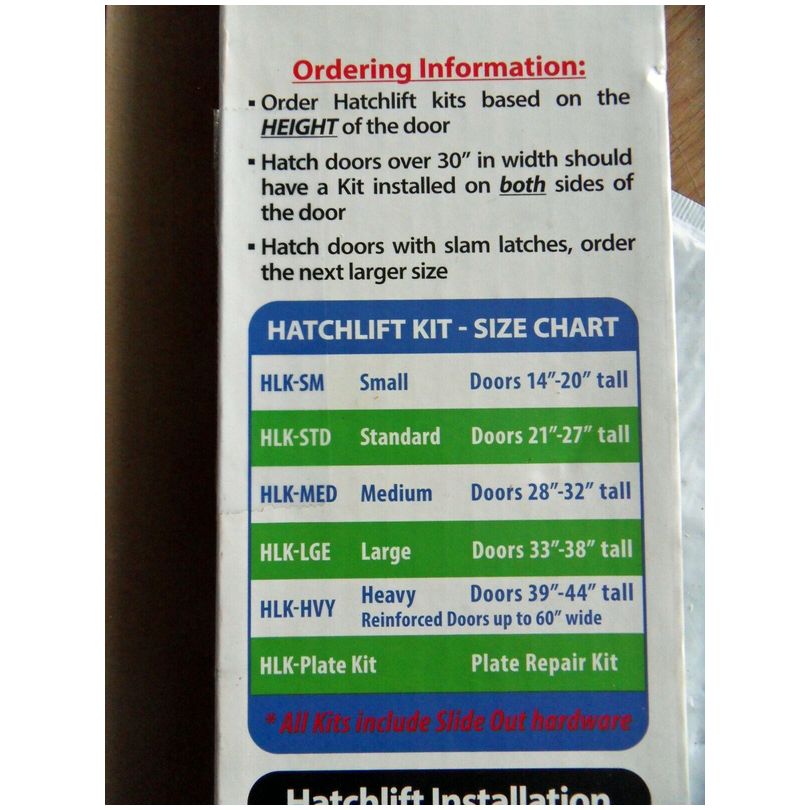 Ordering Information:
▪ Order Hatchlift kits based on the
HEIGHT of the door
▪ Hatch doors over 30” in width should
have a Kit installed on both sides of
the door
▪ Hatch doors with slam latches, order
the next larger size
HATCHLIFT KIT - SIZE CHART
HLK-SM Small Doors 14”-20” tall
HLK-STD Standard Doors 21”-27” tall
HLK-MED Medium Doors 28”-32” tall
HLK-LGE Large Doors 33”-38” tall
HLK-HVY Heavy Doors 39”-44” tall
Reinforced Doors up to 60” wide
HLK-Plate Kit Plate Repair Kit
* All Kits include Slide Out hardware
Hatchlift Installation